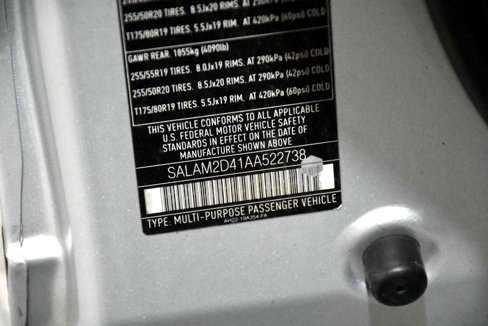 255/50R20 TIRES. 8.5Jx20 RIMS. AT COLD
T175/80R19 TIRES. 5.5Jx19 RIM. AT 420kPa (60psi) COLD
GAWR REAR. 1855kg (4090lb)
255/55R19 TIRES. 8.0Jx19 RIMS. AT 290kPa (42psi) COLD
255/50R20 TIRES. 8.5Jx20 RIMS. AT 290kPa (42psi) COLD
T175/80R19 TIRES. 5.5Jx19 RIM. AT 420kPa (60psi) COLD
THIS VEHICLE CONFORMS TO ALL APPLICABLE
U.S. FEDERAL MOTOR VEHICLE SAFETY
STANDARDS IN EFFECT ON THE DATE OF
MANUFACTURE SHOWN ABOVE
SALAM2D41AA522738
TYPE: MULTI-PURPOSE PASSENGER VEHICLE
AH22-19A354-FA